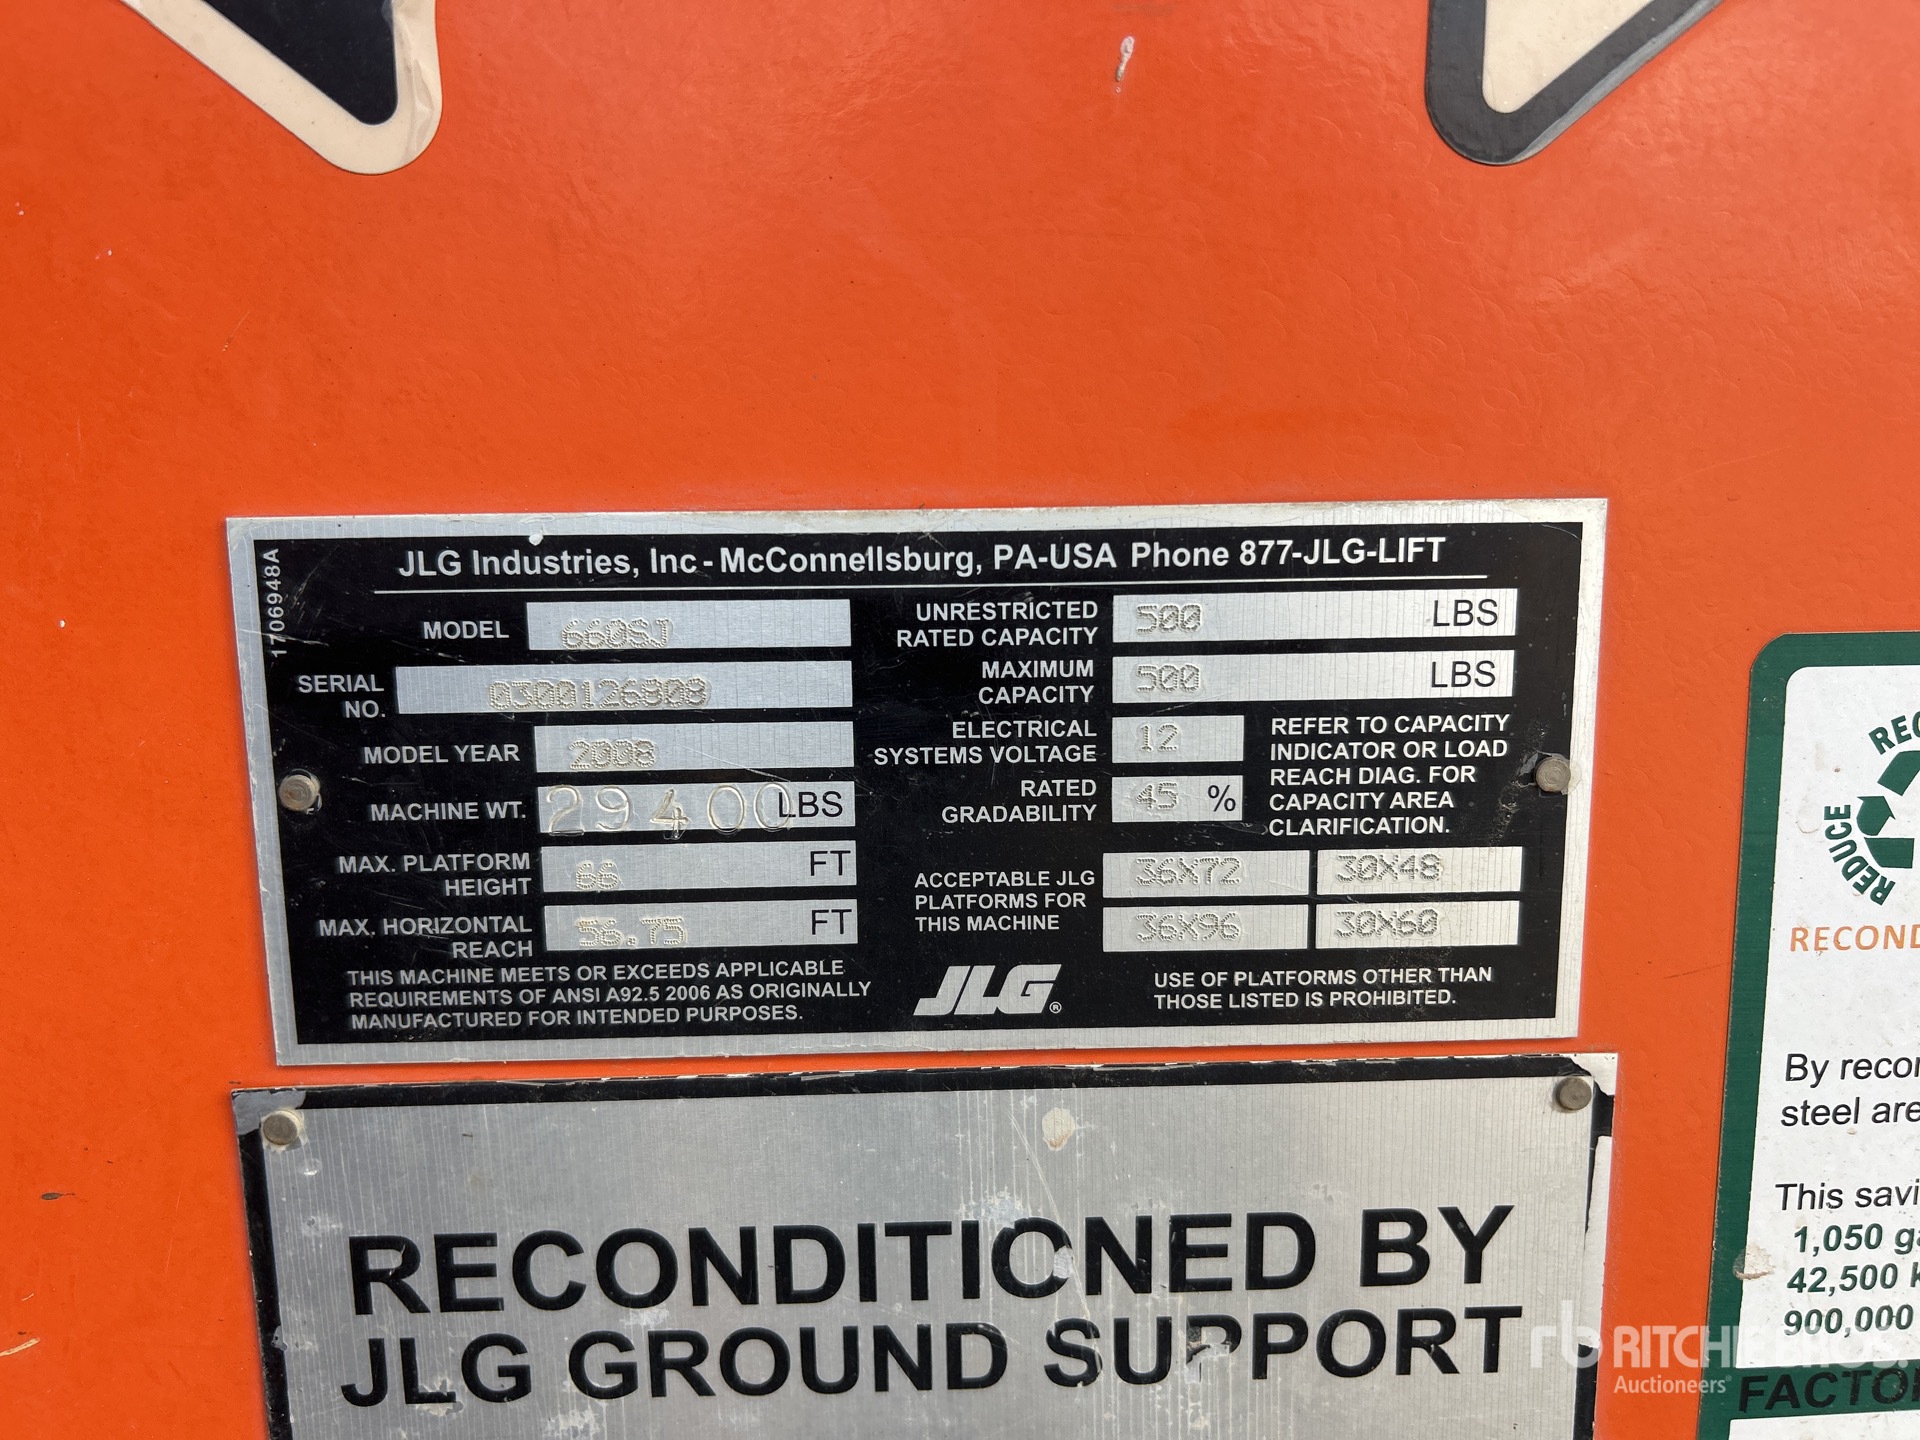 1706948A
JLG Industries, Inc - McConnellsburg, PA-USA Phone 877-JLG-LIFT
MODEL 660SJ
SERIAL NO. 0300126808
MODEL YEAR 2008
MACHINE WT. 29400 LBS
MAX. PLATFORM HEIGHT 66 FT
MAX. HORIZONTAL REACH 56.75 FT
THIS MACHINE MEETS OR EXCEEDS APPLICABLE
REQUIREMENTS OF ANSI A92.5 2006 AS ORIGINALLY
MANUFACTURED FOR INTENDED PURPOSES.
UNRESTRICTED RATED CAPACITY 500 LBS
MAXIMUM CAPACITY 500 LBS
ELECTRICAL SYSTEMS VOLTAGE 12
RATED GRADABILITY 45 %
REFER TO CAPACITY
INDICATOR OR LOAD
REACH DIAG. FOR
CAPACITY AREA
CLARIFICATION.
ACCEPTABLE JLG
PLATFORMS FOR
THIS MACHINE
36X72 30X48
36X96 30X60
JLG®
USE OF PLATFORMS OTHER THAN
THOSE LISTED IS PROHIBITED.
RECONDITIONED BY
JLG GROUND SUPPORT
REDUCE
REC
RECOND
By recon
steel are
This savi
1,050 ga
42,500 k
900,000
FACTO
rb RITCHIE BROS.
Auctioneers